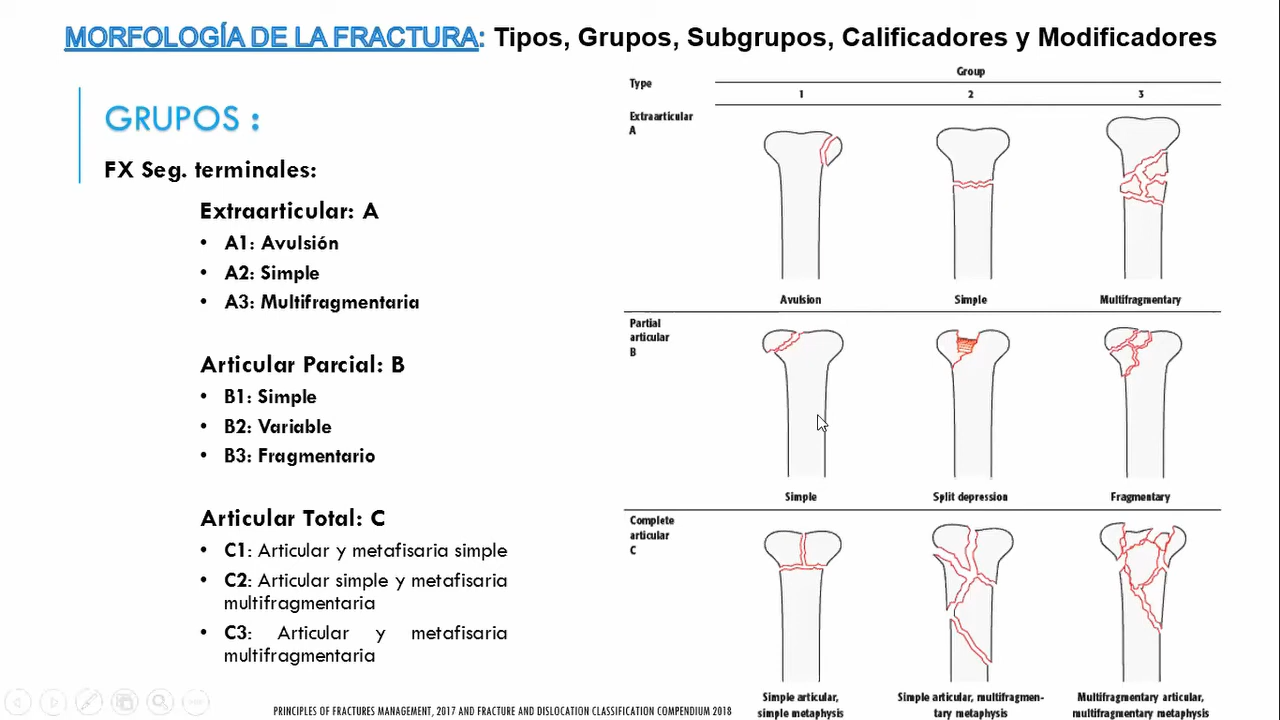 MORFOLOGÍA DE LA FRACTURA: Tipos, Grupos, Subgrupos, Calificadores y Modificadores
GRUPOS :
FX Seg. terminales:
Extraarticular: A
• A1: Avulsión
• A2: Simple
• A3: Multifragmentaria
Articular Parcial: B
• B1: Simple
• B2: Variable
• B3: Fragmentario
Articular Total: C
• C1: Articular y metafisaria simple
• C2: Articular simple y metafisaria
multifragmentaria
• C3: Articular y metafisaria
multifragmentaria
Group
Type
1 2 3
Extraarticular
A
Avulsion Simple Multifragmentary
Partial
articular
B
Simple Split depression Fragmentary
Complete
articular
C
Simple articular,
simple metaphysis
Simple articular, multifragmen-
tary metaphysis
Multifragmentary articular,
multifragmentary metaphysis
PRINCIPLES OF FRACTURES MANAGEMENT, 2017 AND FRACTURE AND DISLOCATION CLASSIFICATION COMPENDIUM 2018